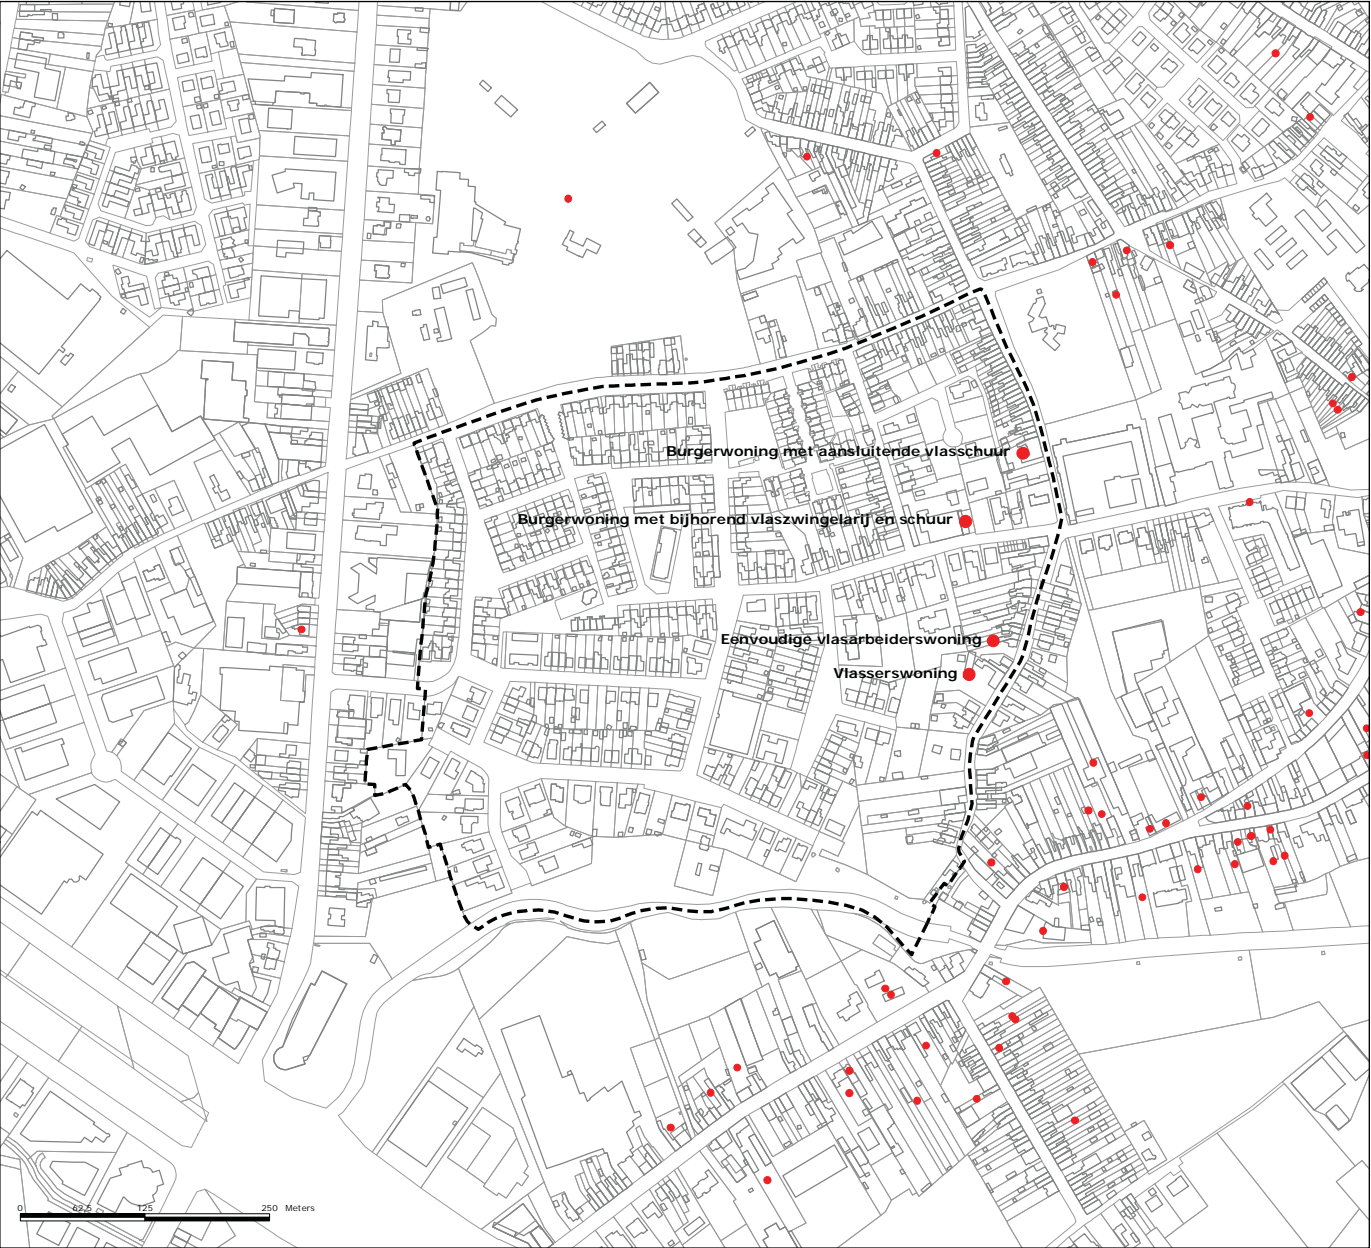 Burgerwoning met aansluitende vlasschuur
Burgerwoning met bijhorend vlaszwingelarij en schuur
Eenvoudige vlasarbeiderswoning
Vlasserswoning
0 62,5 125 250 Meters